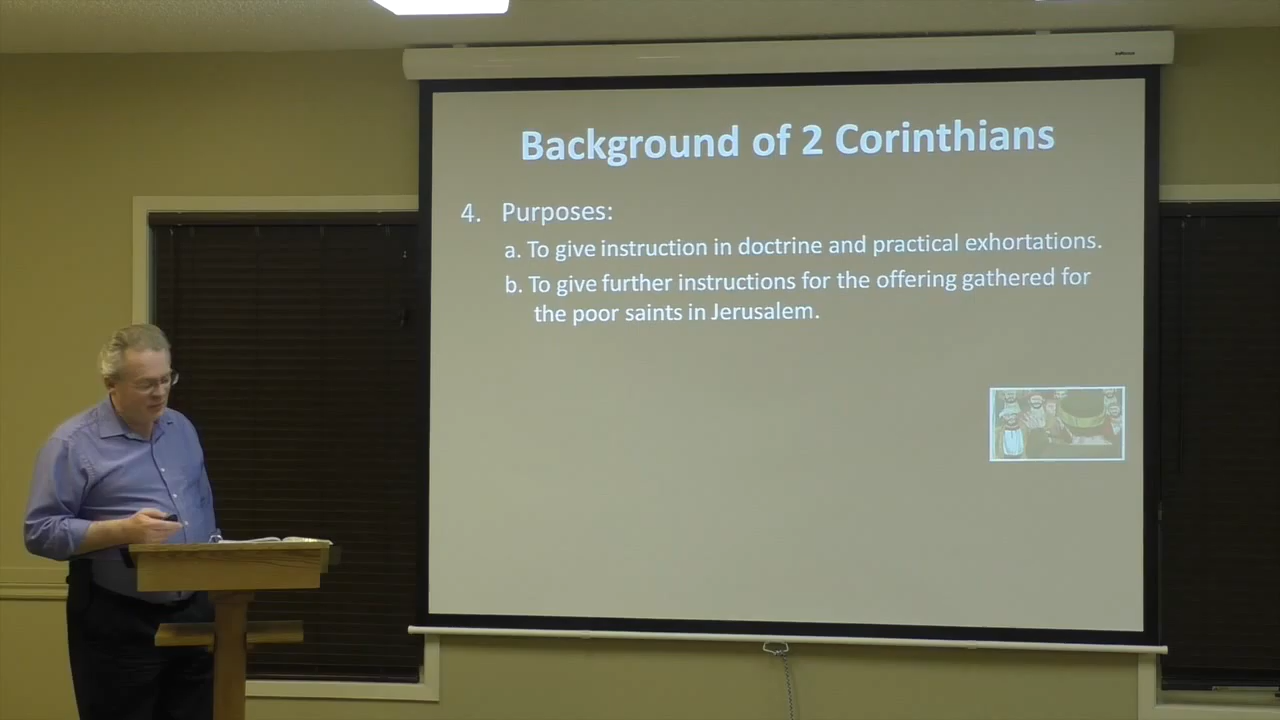 Background of 2 Corinthians
4. Purposes:
a. To give instruction in doctrine and practical exhortations.
b. To give further instructions for the offering gathered for
the poor saints in Jerusalem.